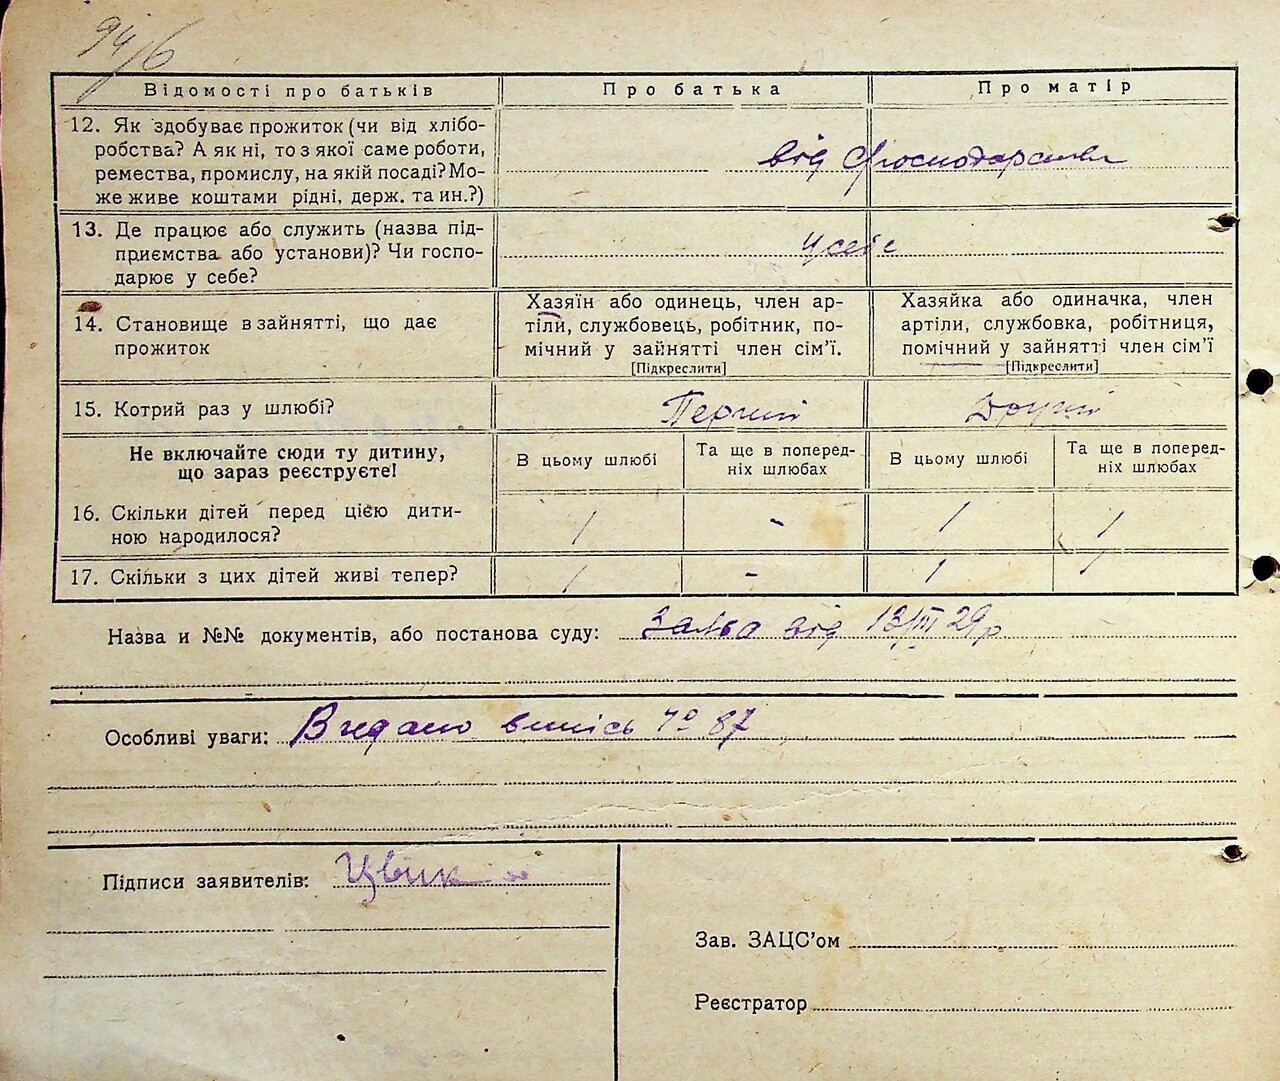 94/6
Відомості про батьків
Про батька
Про матір
12. Як здобуває прожиток (чи від хлібо-
робства? А як ні, то з якої саме роботи,
ремества, промислу, на якій посаді? Мо-
же живе коштами рідні, держ. та ин.?)
від
13. Де працює або служить (назва під-
приємства або установи)? Чи госпо-
дарює у себе?
у себе
14. Становище в зайнятті, що дає
прожиток
Хазяїн або одинець, член ар-
тіли, службовець, робітник, по-
мічний у зайнятті член сім'ї.
[Підкреслити]
Хазяйка або одиначка, член
артіли, службовка, робітниця,
помічний у зайнятті член сім'ї
[Підкреслити]
15. Котрий раз у шлюбі?
Перший
Другий
Не включайте сюди ту дитину,
що зараз реєструєте!
В цьому шлюбі
Та ще в поперед-
ніх шлюбах
В цьому шлюбі
Та ще в поперед-
ніх шлюбах
16. Скільки дітей перед цією дити-
ною народилося?
1
-
1
1
17. Скільки з цих дітей живі тепер?
1
-
1
1
Назва и №№ документів, або постанова суду: Заява від 13/III 29р
Особливі уваги: Видано випись № 87
Підписи заявителів:
Зав. ЗАЦС'ом
Реєстратор